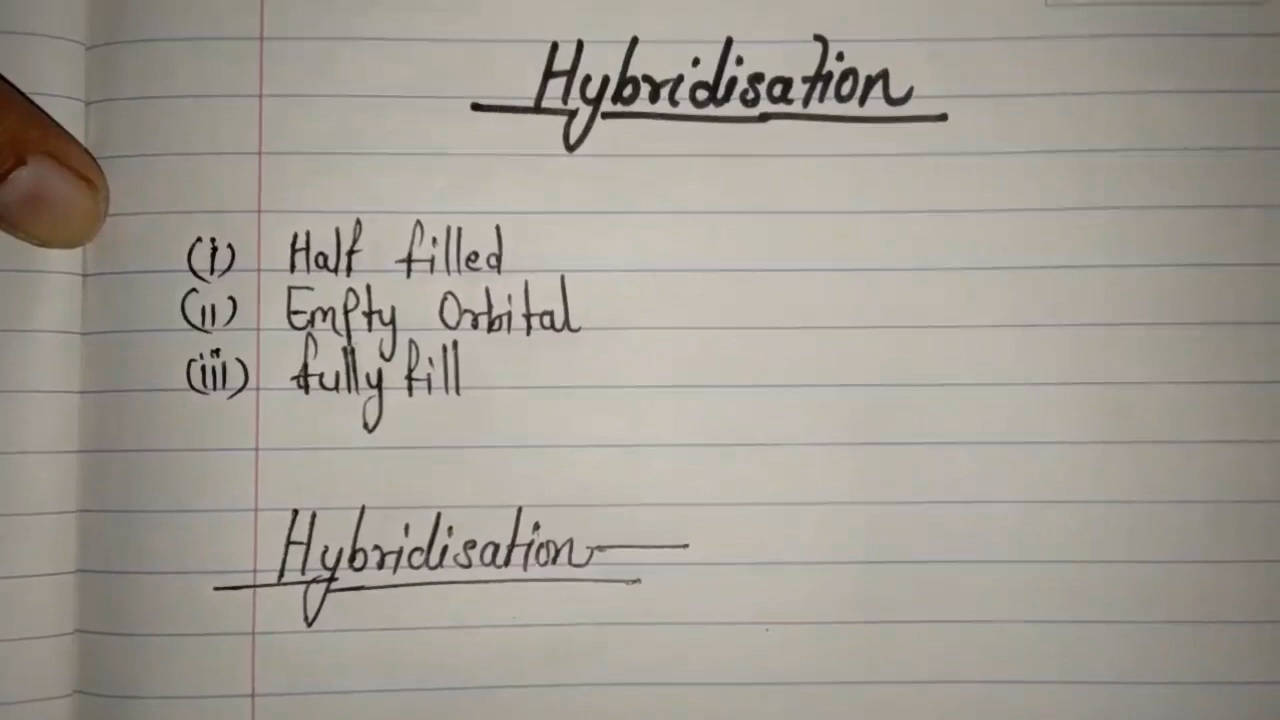 Hybridisation
(i) Half filled
(ii) Empty Orbital
(iii) fully fill
Hybridisation—